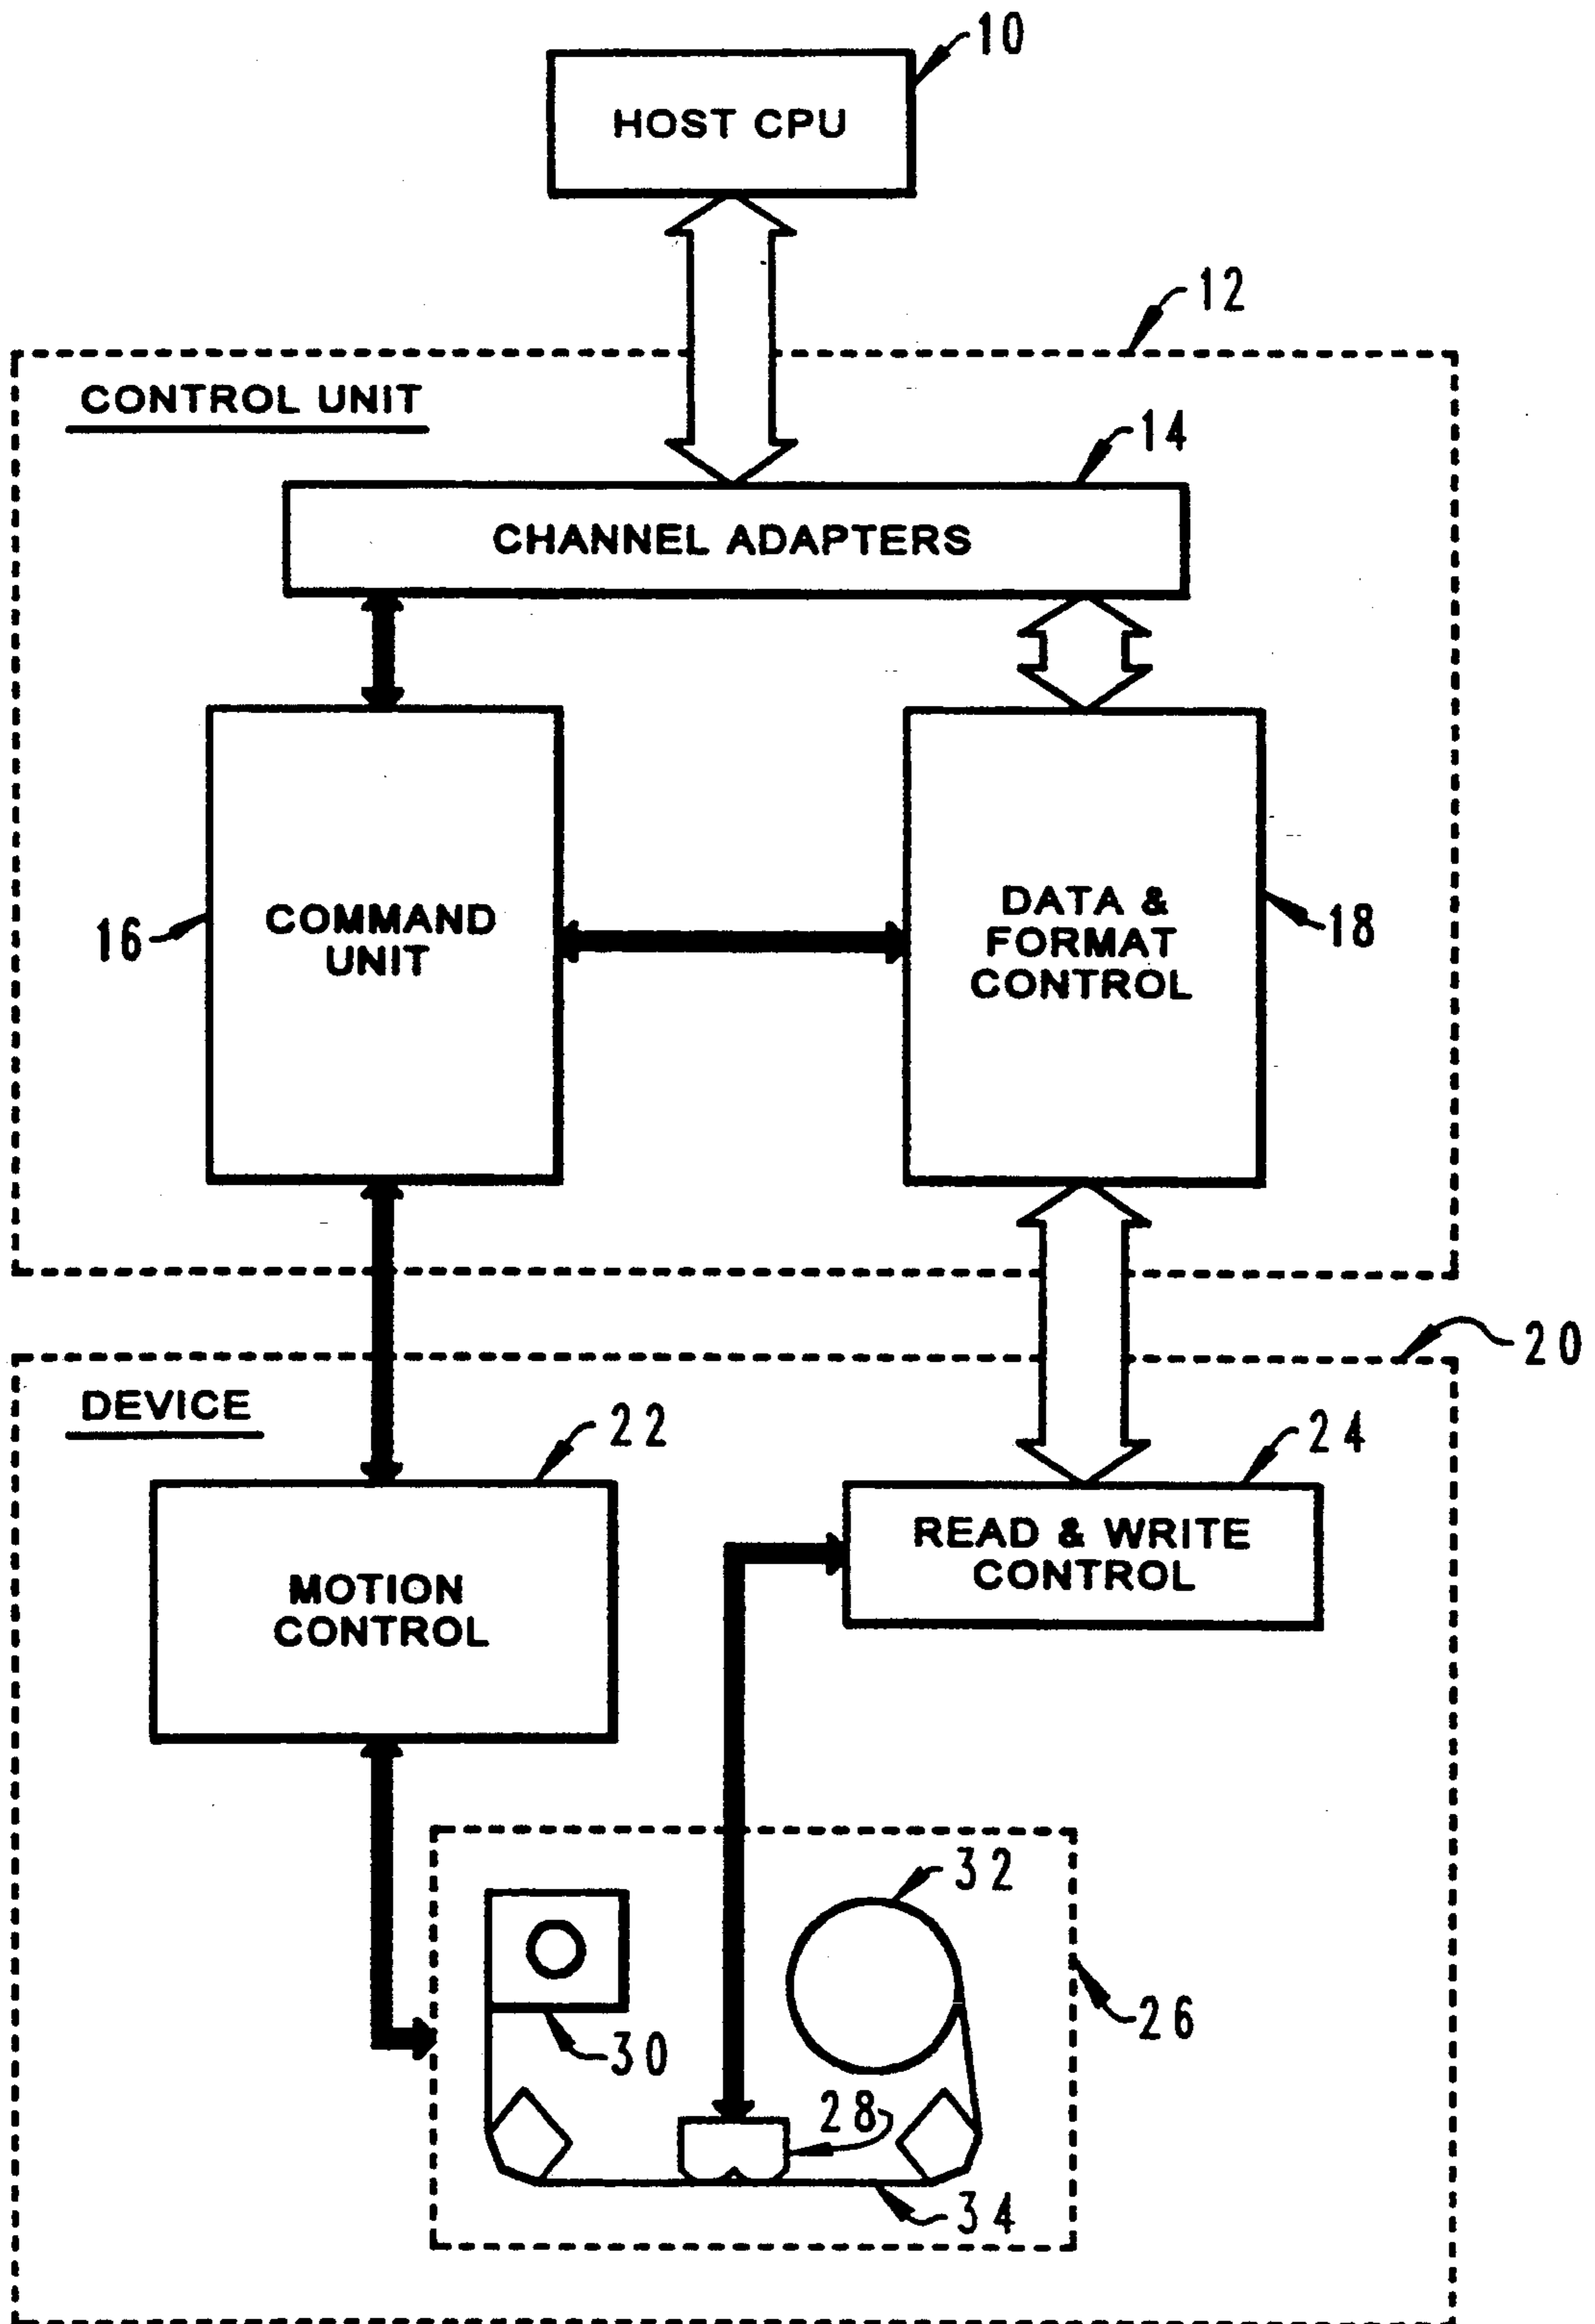 10
HOST CPU
12
CONTROL UNIT
14
CHANNEL ADAPTERS
16
COMMAND
UNIT
DATA &
FORMAT
CONTROL
18
20
DEVICE
22
24
READ & WRITE
CONTROL
MOTION
CONTROL
32
26
30
28
34